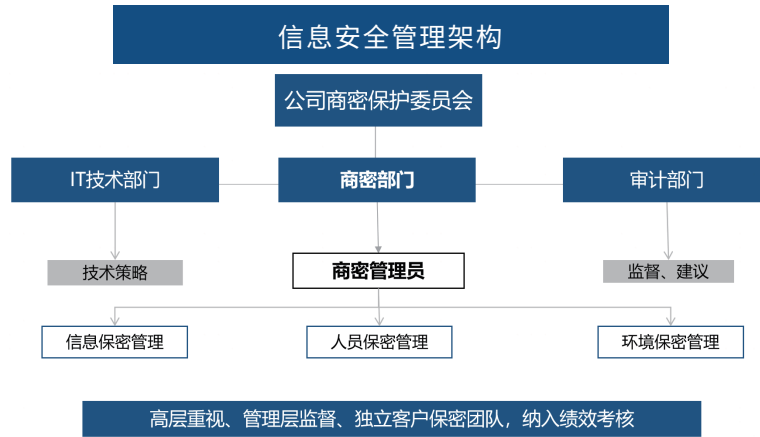 信息安全管理架构
公司商密保护委员会
IT技术部门
商密部门
审计部门
技术策略
商密管理员
监督、建议
信息保密管理
人员保密管理
环境保密管理
高层重视、管理层监督、独立客户保密团队，纳入绩效考核